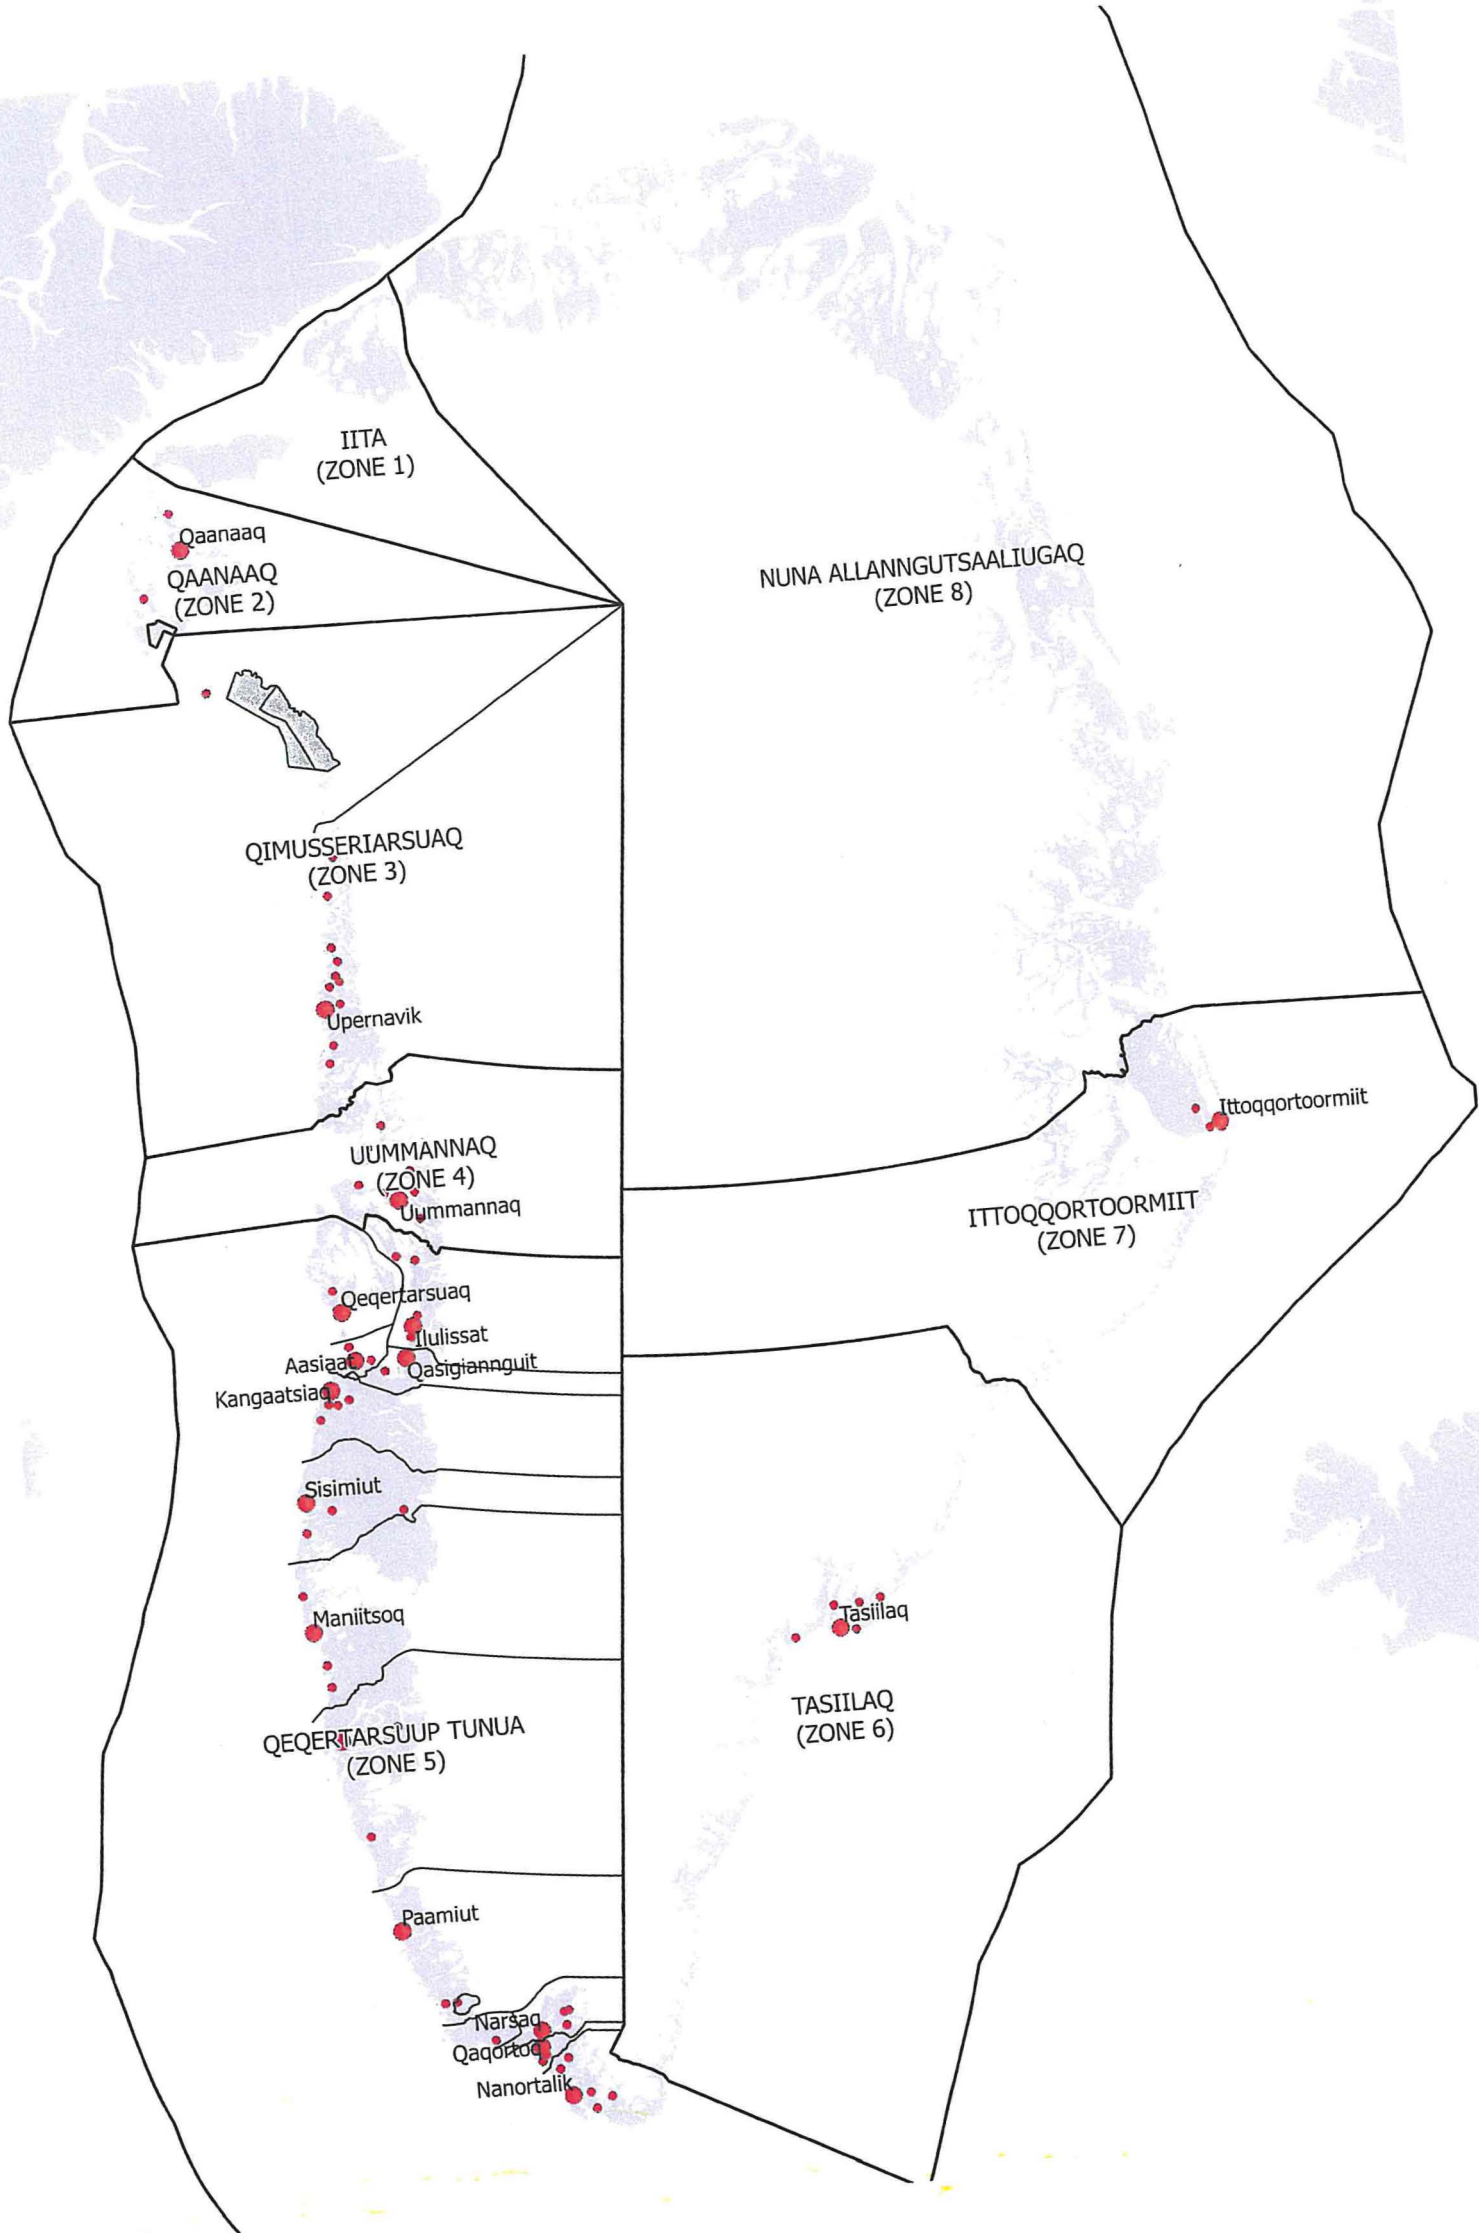 IITA
(ZONE 1)
Qaanaaq
QAANAAQ
(ZONE 2)
NUNA ALLANNGUTSAALIUGAQ
(ZONE 8)
QIMUSSERIARSUAQ
(ZONE 3)
Upernavik
Ittoqqortoormiit
UUMMANNAQ
(ZONE 4)
Uummannaq
ITTOQQORTOORMIIT
(ZONE 7)
Qeqertarsuaq
Ilulissat
Aasiaat
Qasigiannguit
Kangaatsiaq
Sisimiut
Maniitsoq
Tasiilaq
TASIILAQ
(ZONE 6)
QEQERTARSUUP TUNUA
(ZONE 5)
Paamiut
Narsaq
Qaqortoq
Nanortalik